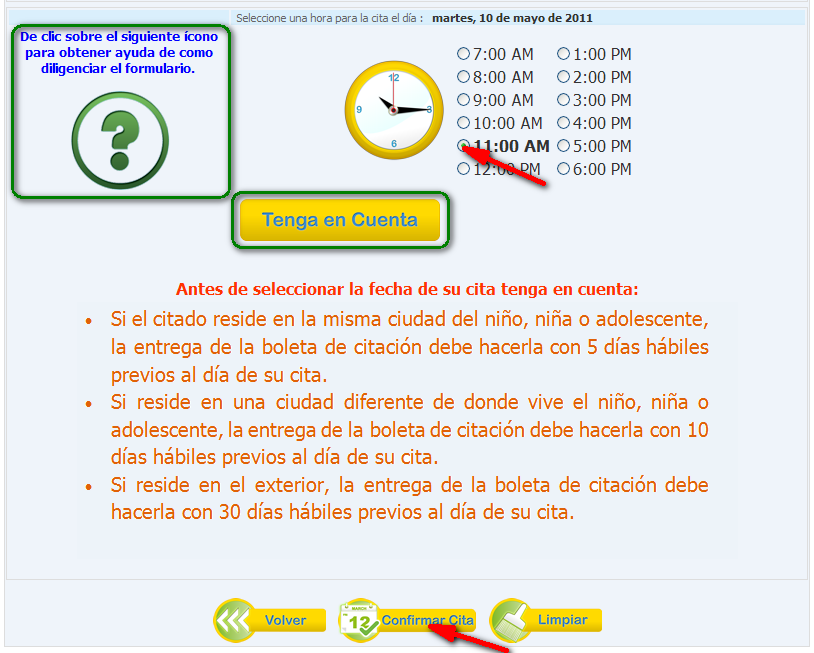 Seleccione una hora para la cita el día : martes, 10 de mayo de 2011
De clic sobre el siguiente ícono
para obtener ayuda de como
diligenciar el formulario.
?
12
3
6
9
7:00 AM 1:00 PM
8:00 AM 2:00 PM
9:00 AM 3:00 PM
10:00 AM 4:00 PM
11:00 AM 5:00 PM
12:00 PM 6:00 PM
Tenga en Cuenta
Antes de seleccionar la fecha de su cita tenga en cuenta:
• Si el citado reside en la misma ciudad del niño, niña o adolescente,
la entrega de la boleta de citación debe hacerla con 5 días hábiles
previos al día de su cita.
• Si reside en una ciudad diferente de donde vive el niño, niña o
adolescente, la entrega de la boleta de citación debe hacerla con 10
días hábiles previos al día de su cita.
• Si reside en el exterior, la entrega de la boleta de citación debe
hacerla con 30 días hábiles previos al día de su cita.
Volver
MARCH
12
Confirmar Cita
Limpiar